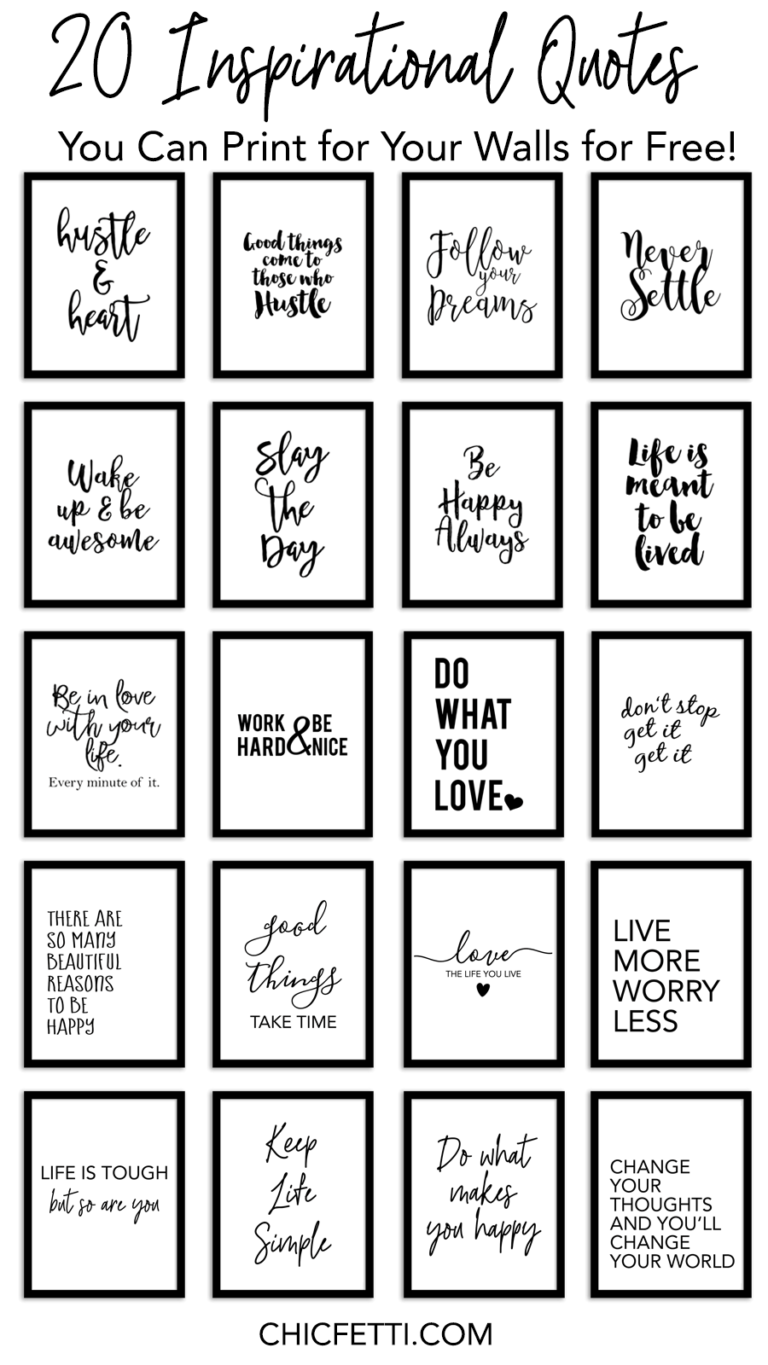 20 Inspirational Quotes
You Can Print for Your Walls for Free!
hustle
&
heart
Good things
come to
those who
Hustle
Follow
your
Dreams
Never
Settle
Wake
up & be
awesome
Slay
The
Day
Be
Happy
Always
Life is
meant
to be
lived
Be in love
with your
life.
Every minute of it.
WORK & BE
HARD NICE
DO
WHAT
YOU
LOVE
don't stop
get it
get it
THERE ARE
SO MANY
BEAUTIFUL
REASONS
TO BE
HAPPY
good
things
TAKE TIME
love
THE LIFE YOU LIVE
LIVE
MORE
WORRY
LESS
LIFE IS TOUGH
but so are you
Keep
Life
Simple
Do what
makes
you happy
CHANGE
YOUR
THOUGHTS
AND YOU'LL
CHANGE
YOUR WORLD
CHICFETTI.COM